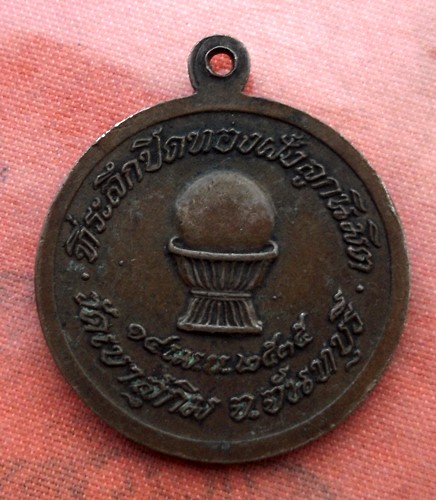 ที่ระลึกปิดทองฝังลูกนิมิต
๑๔ เม.ย. ๒๕๓๕
วัดเขาสุกิม จ.จันทบุรี